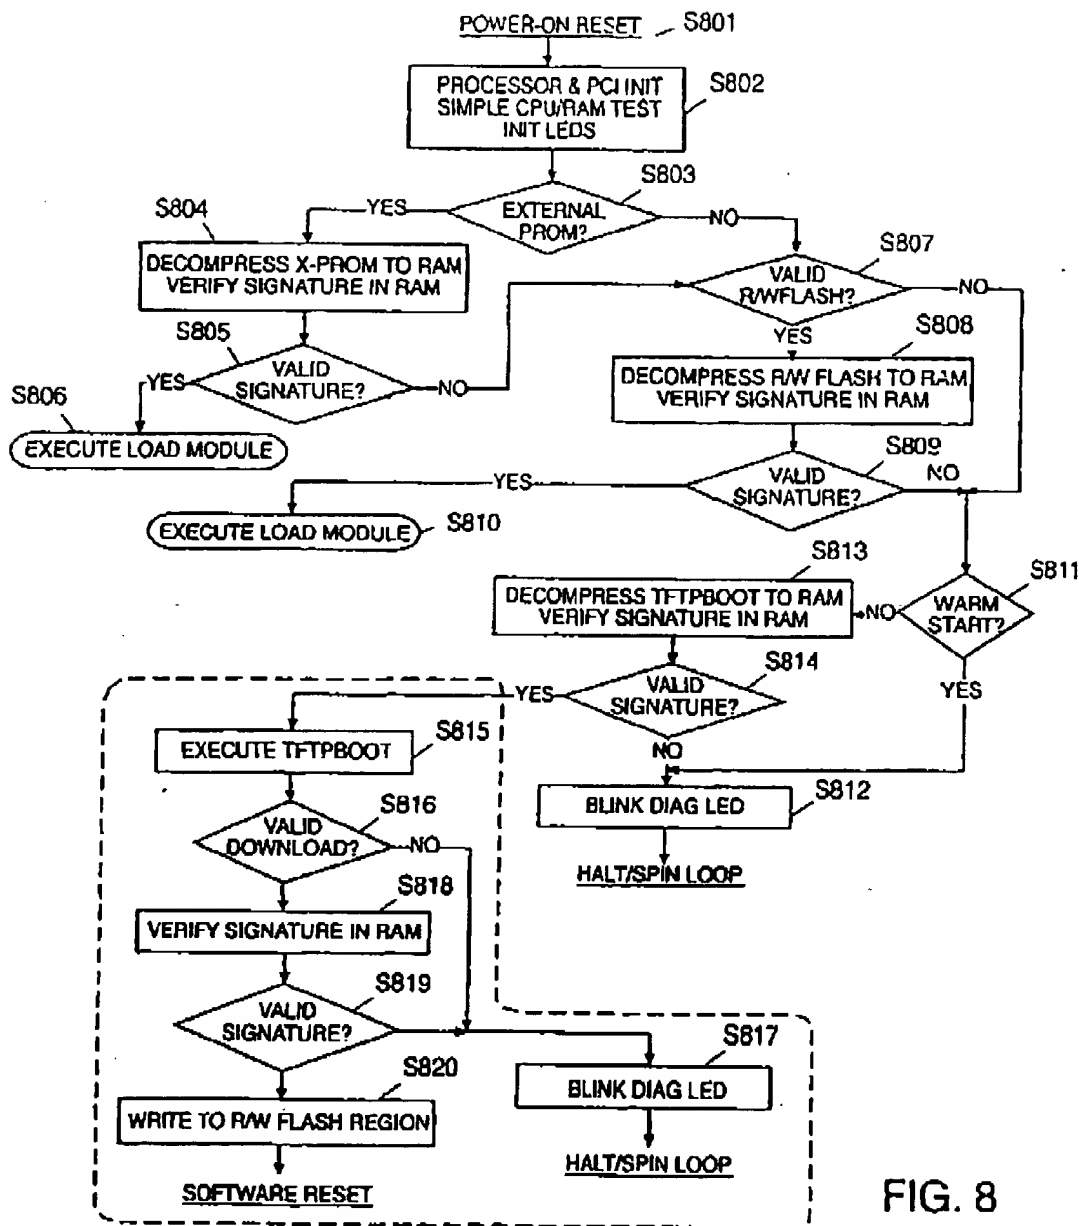 POWER-ON RESET
S801
PROCESSOR & PCI INIT
SIMPLE CPU/RAM TEST
INIT LEDS
S802
S803
EXTERNAL
PROM?
YES
NO
S804
DECOMPRESS X-PROM TO RAM
VERIFY SIGNATURE IN RAM
S807
VALID
R/WFLASH?
NO
YES
S805
VALID
SIGNATURE?
YES
NO
S808
DECOMPRESS R/W FLASH TO RAM
VERIFY SIGNATURE IN RAM
S806
EXECUTE LOAD MODULE
S809
VALID
SIGNATURE?
NO
YES
EXECUTE LOAD MODULE
S810
S813
DECOMPRESS TFTPBOOT TO RAM
VERIFY SIGNATURE IN RAM
S811
WARM
START?
NO
YES
S814
VALID
SIGNATURE?
YES
NO
EXECUTE TFTPBOOT
S815
BLINK DIAG LED
S812
HALT/SPIN LOOP
S816
VALID
DOWNLOAD?
NO
S818
VERIFY SIGNATURE IN RAM
S819
VALID
SIGNATURE?
S817
BLINK DIAG LED
HALT/SPIN LOOP
S820
WRITE TO R/W FLASH REGION
SOFTWARE RESET
FIG. 8